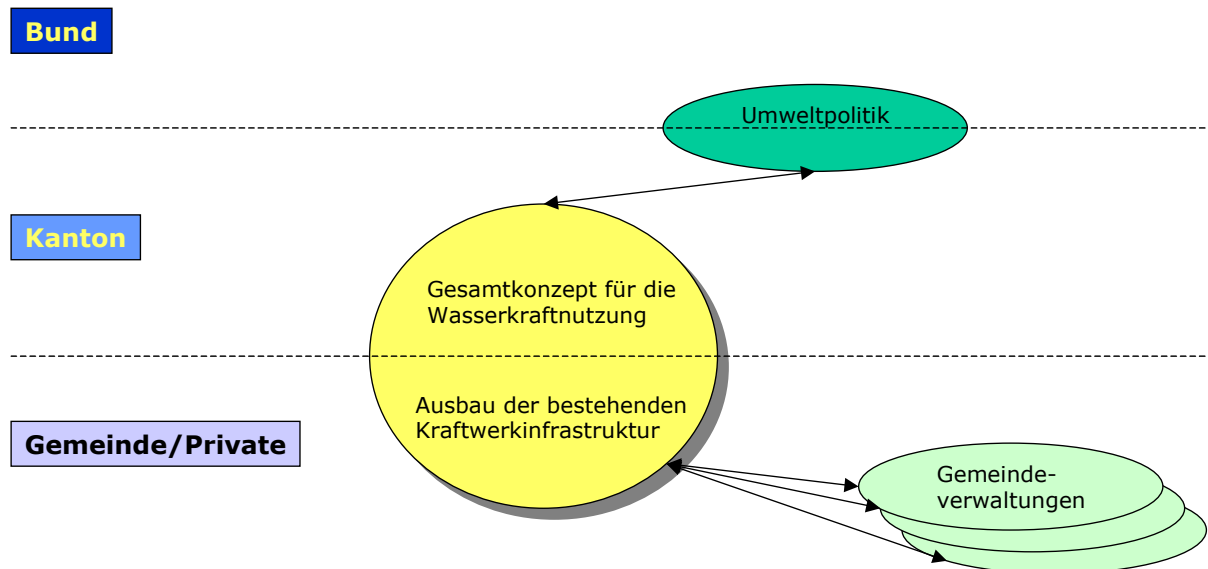 Bund
Umweltpolitik
Kanton
Gesamtkonzept für die
Wasserkraftnutzung
Ausbau der bestehenden
Kraftwerkinfrastruktur
Gemeinde/Private
Gemeinde-
verwaltungen